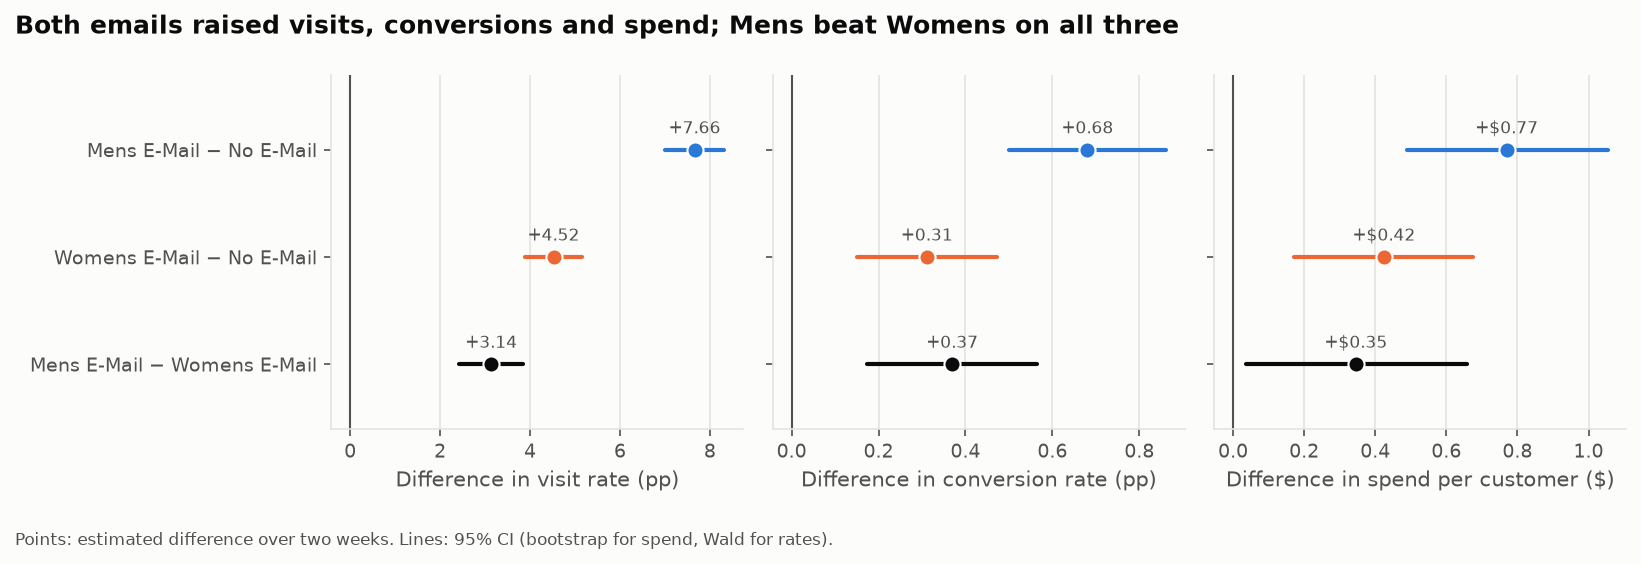 Both emails raised visits, conversions and spend; Mens beat Womens on all three
Mens E-Mail − No E-Mail
+7.66
+0.68
+$0.77
Womens E-Mail − No E-Mail
+4.52
+0.31
+$0.42
Mens E-Mail − Womens E-Mail
+3.14
+0.37
+$0.35
0 2 4 6 8
0.0 0.2 0.4 0.6 0.8
0.0 0.2 0.4 0.6 0.8 1.0
Difference in visit rate (pp)
Difference in conversion rate (pp)
Difference in spend per customer ($)
Points: estimated difference over two weeks. Lines: 95% CI (bootstrap for spend, Wald for rates).